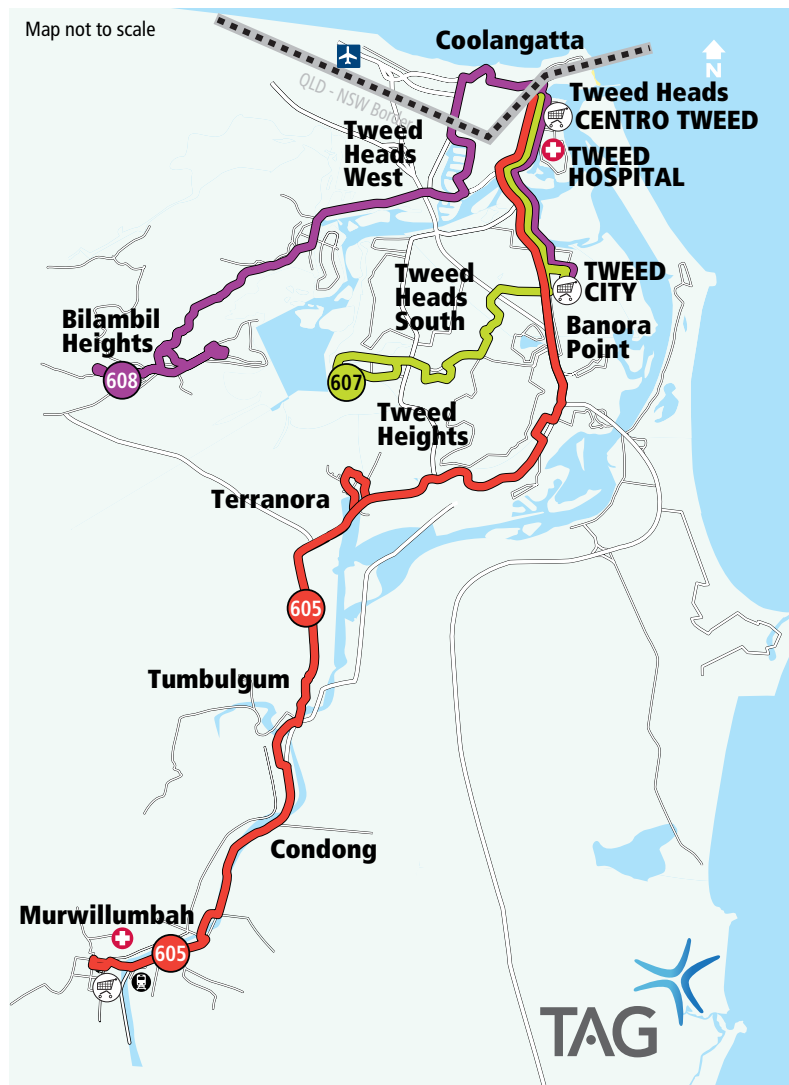 Map not to scale
Coolangatta
N
QLD - NSW Border
Tweed Heads
CENTRO TWEED
Tweed
Heads
West
TWEED
HOSPITAL
Tweed
Heads
South
TWEED
CITY
Bilambil
Heights
Banora
Point
608
607
Tweed
Heights
Terranora
605
Tumbulgum
Condong
Murwillumbah
605
TAG